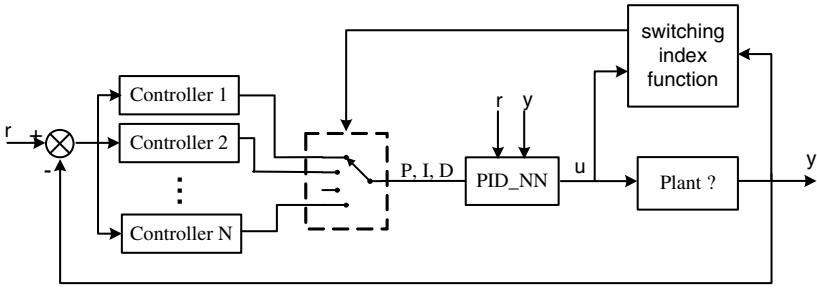 switching
index
function
Controller 1
r
y
r
+
Controller 2
-
P, I, D
PID_NN
u
Plant ?
y
Controller N